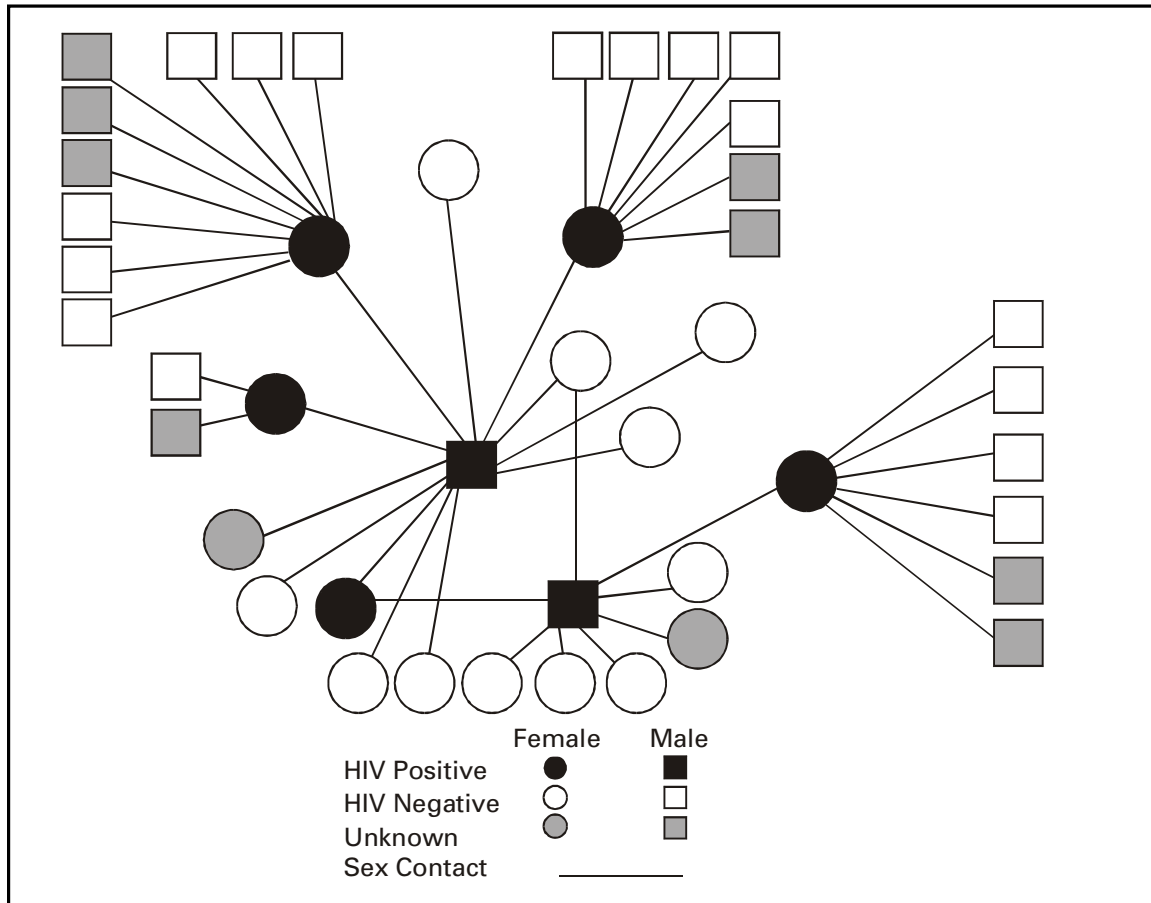 Female Male
HIV Positive
HIV Negative
Unknown
Sex Contact